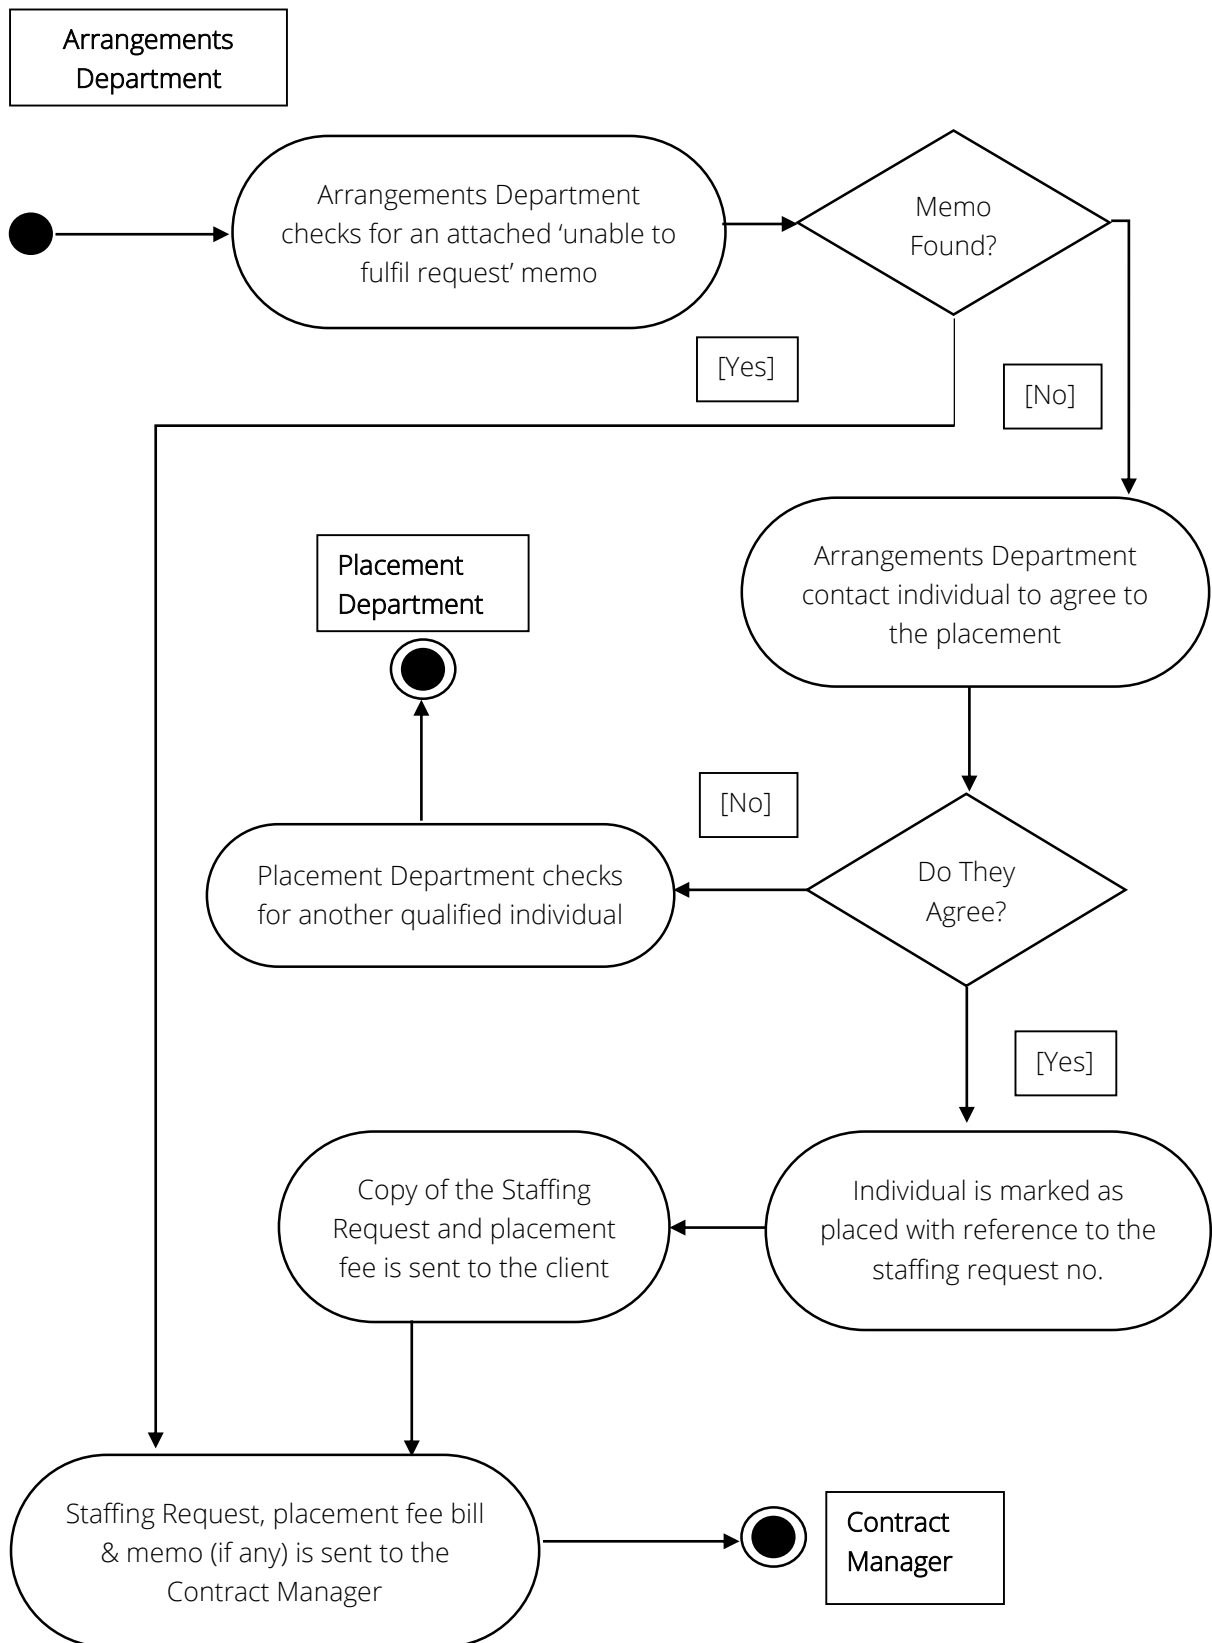 Arrangements
Department
Arrangements Department
checks for an attached ‘unable to
fulfil request’ memo
Memo
Found?
[Yes]
[No]
Arrangements Department
contact individual to agree to
the placement
Placement
Department
[No]
Do They
Agree?
Placement Department checks
for another qualified individual
[Yes]
Individual is marked as
placed with reference to the
staffing request no.
Copy of the Staffing
Request and placement
fee is sent to the client
Staffing Request, placement fee bill
& memo (if any) is sent to the
Contract Manager
Contract
Manager